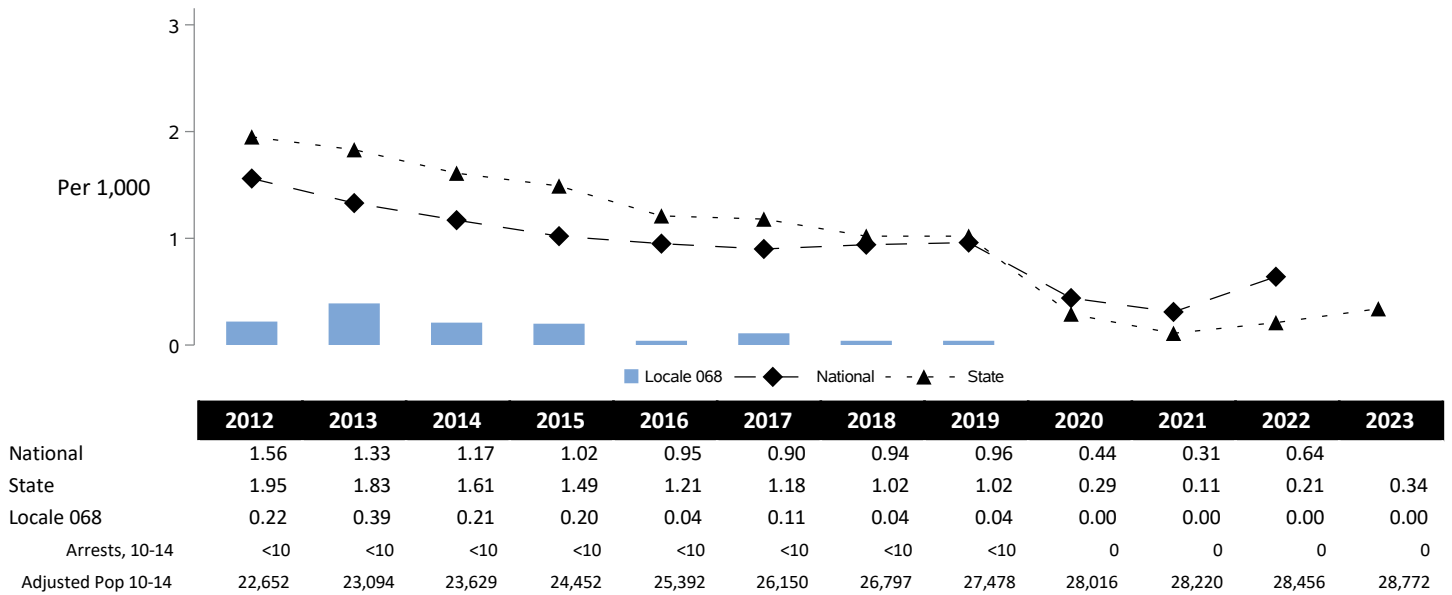 3
2
Per 1,000
1
0
Locale 068 National State
2012 2013 2014 2015 2016 2017 2018 2019 2020 2021 2022 2023
National 1.56 1.33 1.17 1.02 0.95 0.90 0.94 0.96 0.44 0.31 0.64
State 1.95 1.83 1.61 1.49 1.21 1.18 1.02 1.02 0.29 0.11 0.21 0.34
Locale 068 0.22 0.39 0.21 0.20 0.04 0.11 0.04 0.04 0.00 0.00 0.00 0.00
Arrests, 10-14 <10 <10 <10 <10 <10 <10 <10 <10 0 0 0 0
Adjusted Pop 10-14 22,652 23,094 23,629 24,452 25,392 26,150 26,797 27,478 28,016 28,220 28,456 28,772